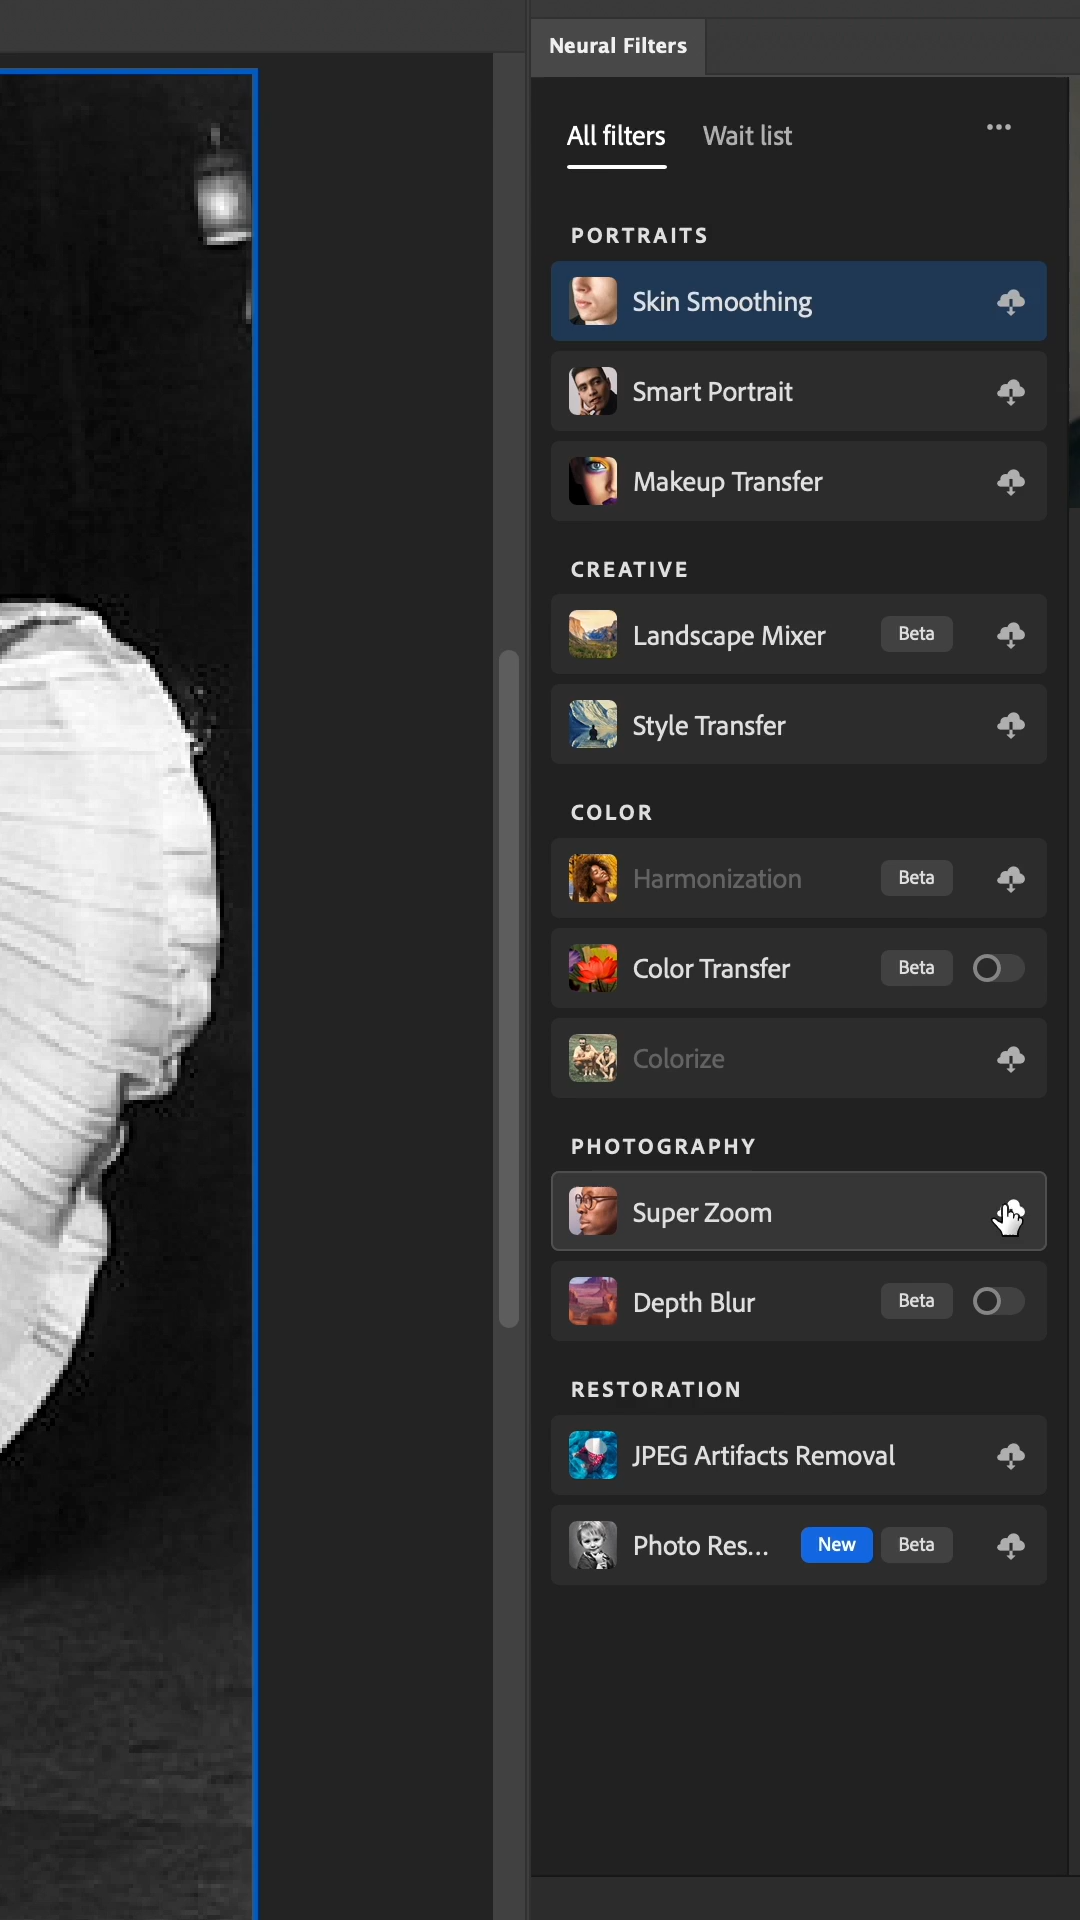 Neural Filters
All filters
Wait list
PORTRAITS
Skin Smoothing
Smart Portrait
Makeup Transfer
CREATIVE
Landscape Mixer Beta
Style Transfer
COLOR
Harmonization Beta
Color Transfer Beta
Colorize
PHOTOGRAPHY
Super Zoom
Depth Blur Beta
RESTORATION
JPEG Artifacts Removal
Photo Res... New Beta